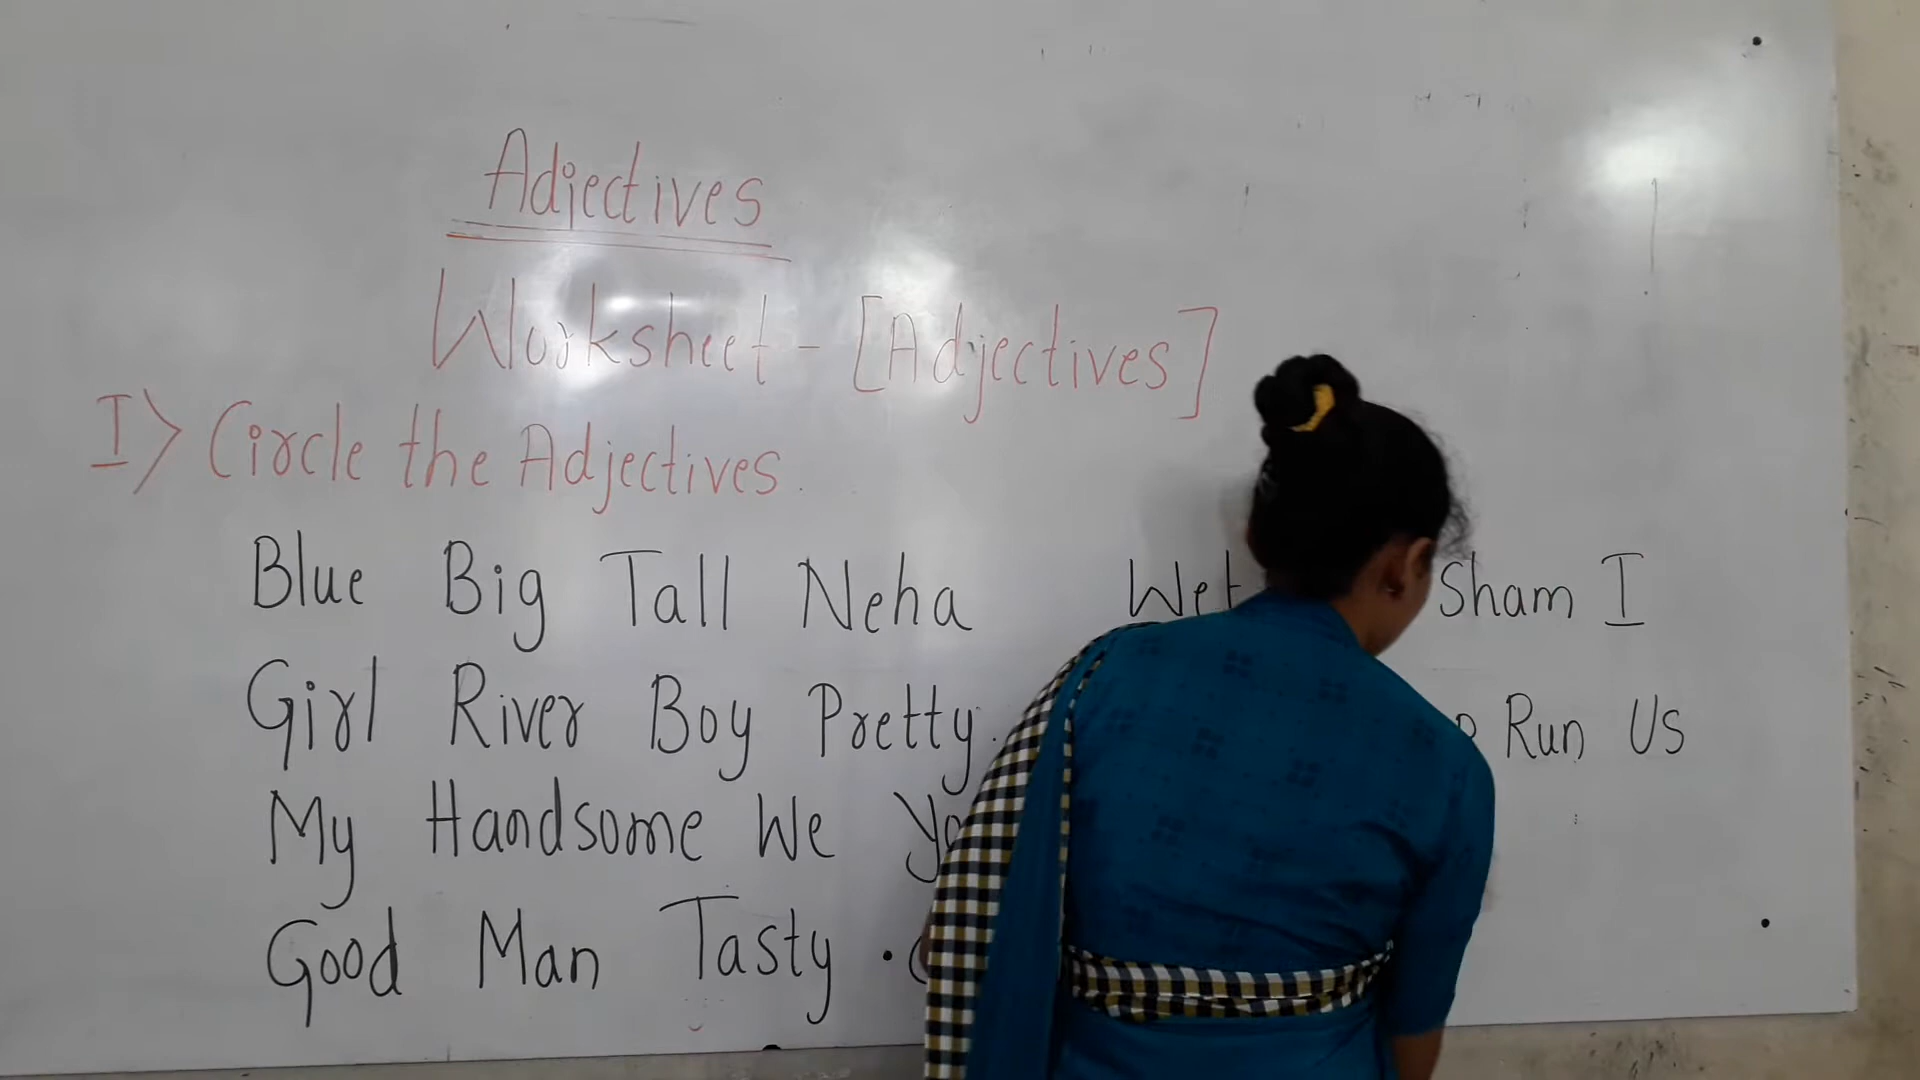 Adjectives
Worksheet - [Adjectives]
I> Circle the Adjectives.
Blue Big Tall Neha Wet Sham I
Girl River Boy Pretty Run Us
My Handsome We
Good Man Tasty